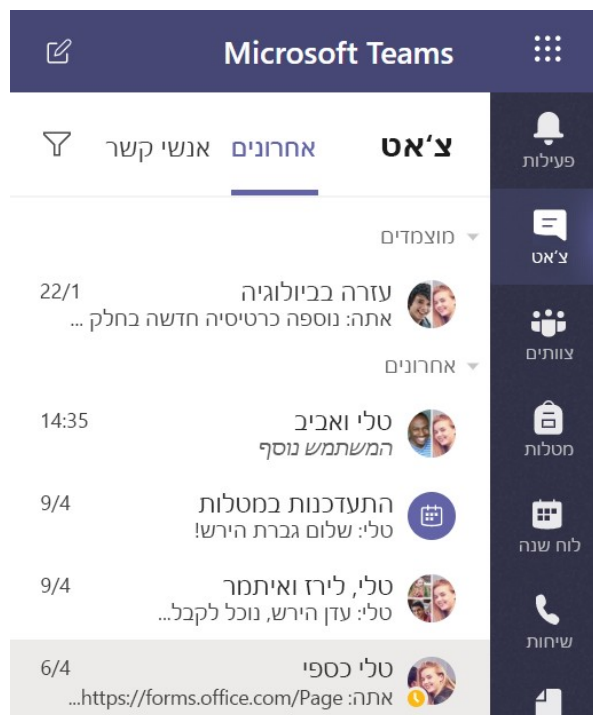 Microsoft Teams
פעילות
צ'אט
צוותים
מטלות
לוח שנה
שיחות
צ'אט אחרונים אנשי קשר
מוצמדים
עזרה בביולוגיה 22/1
אתה: נוספה כרטיסיה חדשה בחלק ...
אחרונים
טלי ואביב 14:35
המשתמש נוסף
התעדכנות במטלות 9/4
טלי: שלום גברת הירש!
טלי, לירז ואיתמר 9/4
טלי: עדן הירש, נוכל לקבל...
טלי כספי 6/4
אתה: https://forms.office.com/Page...